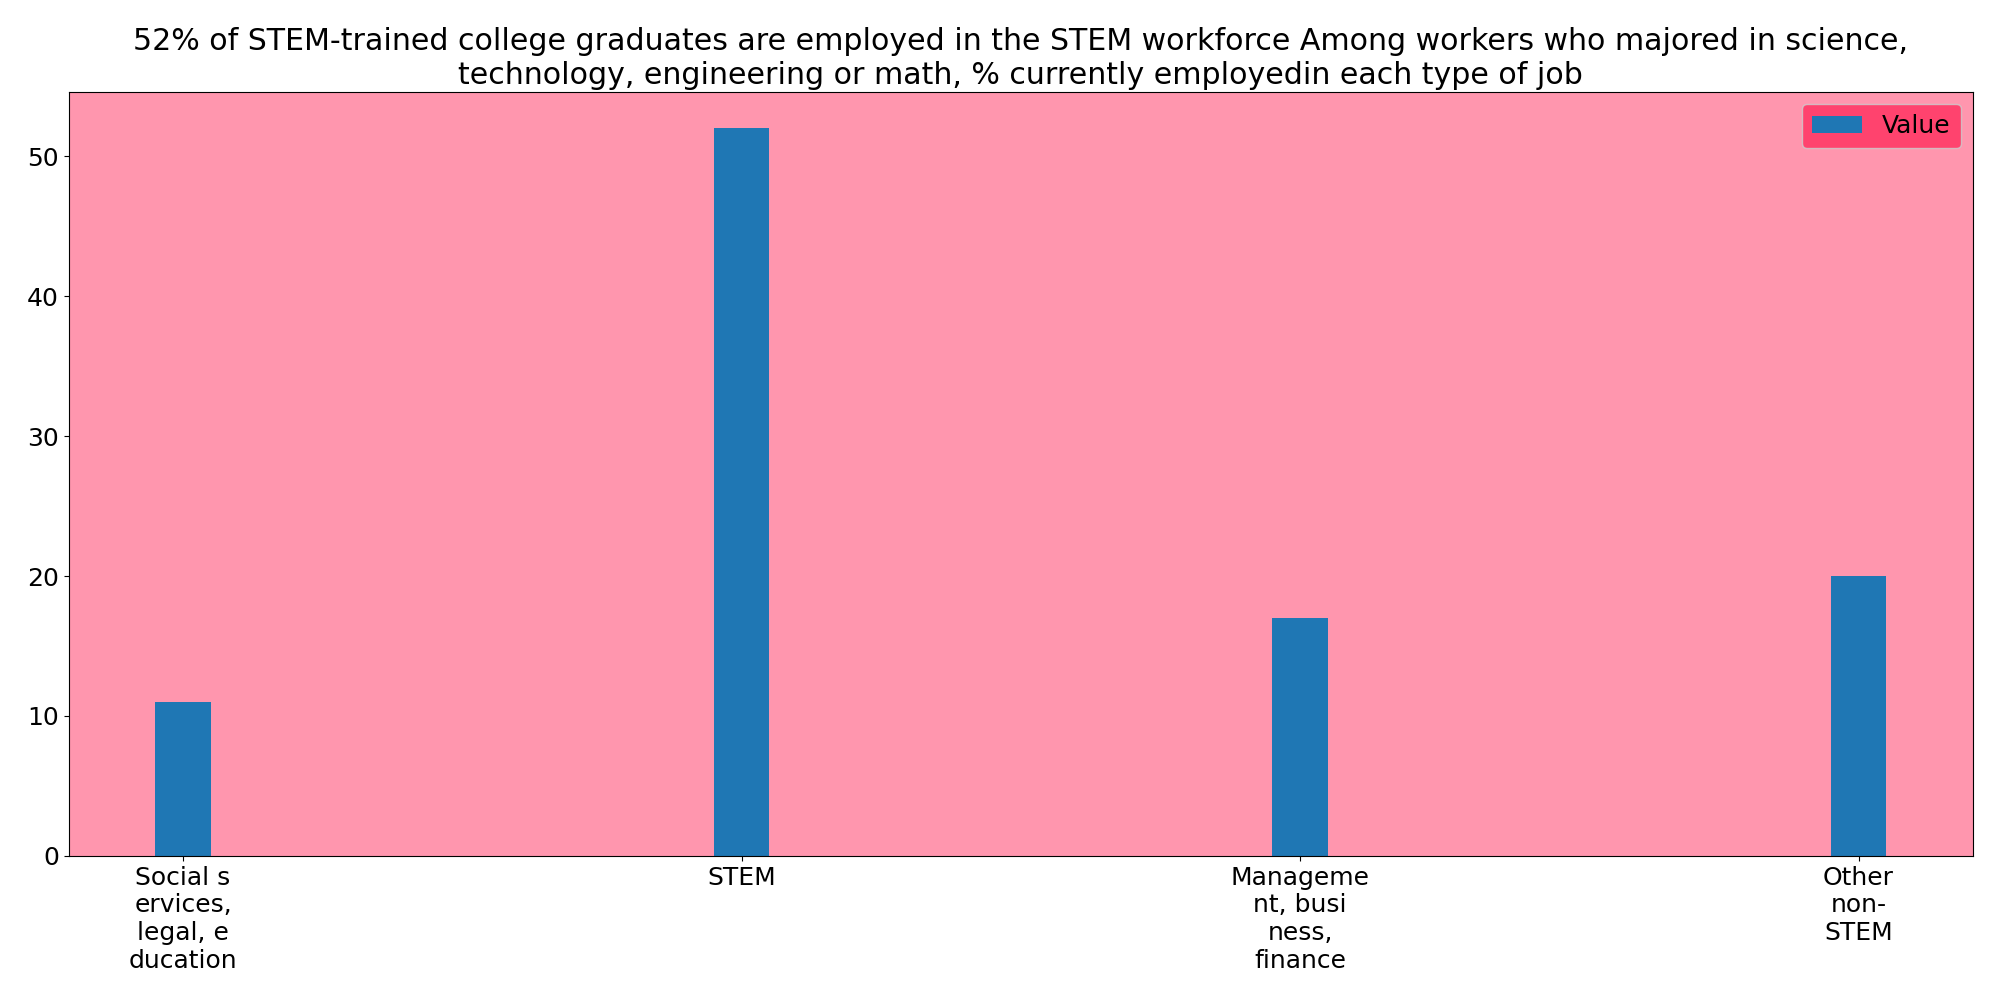 52% of STEM-trained college graduates are employed in the STEM workforce Among workers who majored in science,
technology, engineering or math, % currently employedin each type of job
Value
50
40
30
20
10
0
Social s
ervices,
legal, e
ducation
STEM
Manageme
nt, busi
ness,
finance
Other
non-
STEM